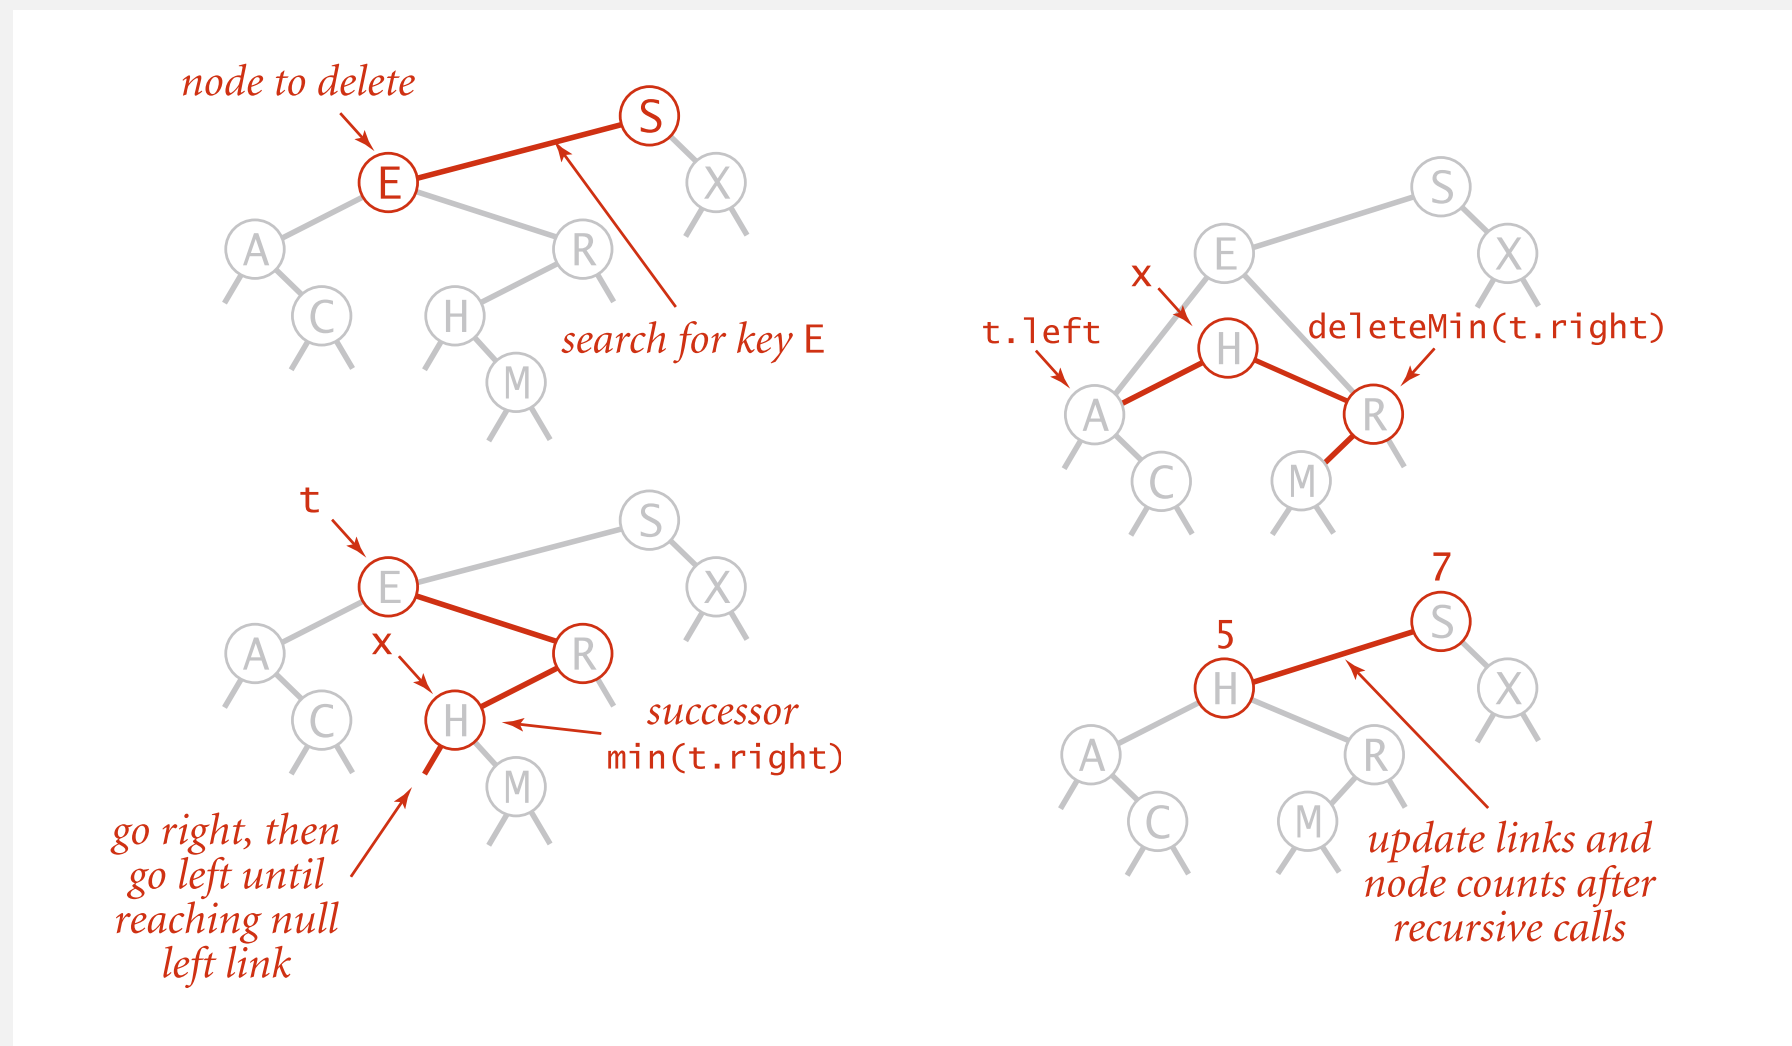 node to delete
S
E
X
A
R
C
H
search for key E
M
t
S
E
X
A
x
R
C
H
successor
min(t.right)
M
go right, then
go left until
reaching null
left link
S
E
X
x
t.left
deleteMin(t.right)
H
A
R
C
M
7
S
5
H
X
A
R
C
M
update links and
node counts after
recursive calls